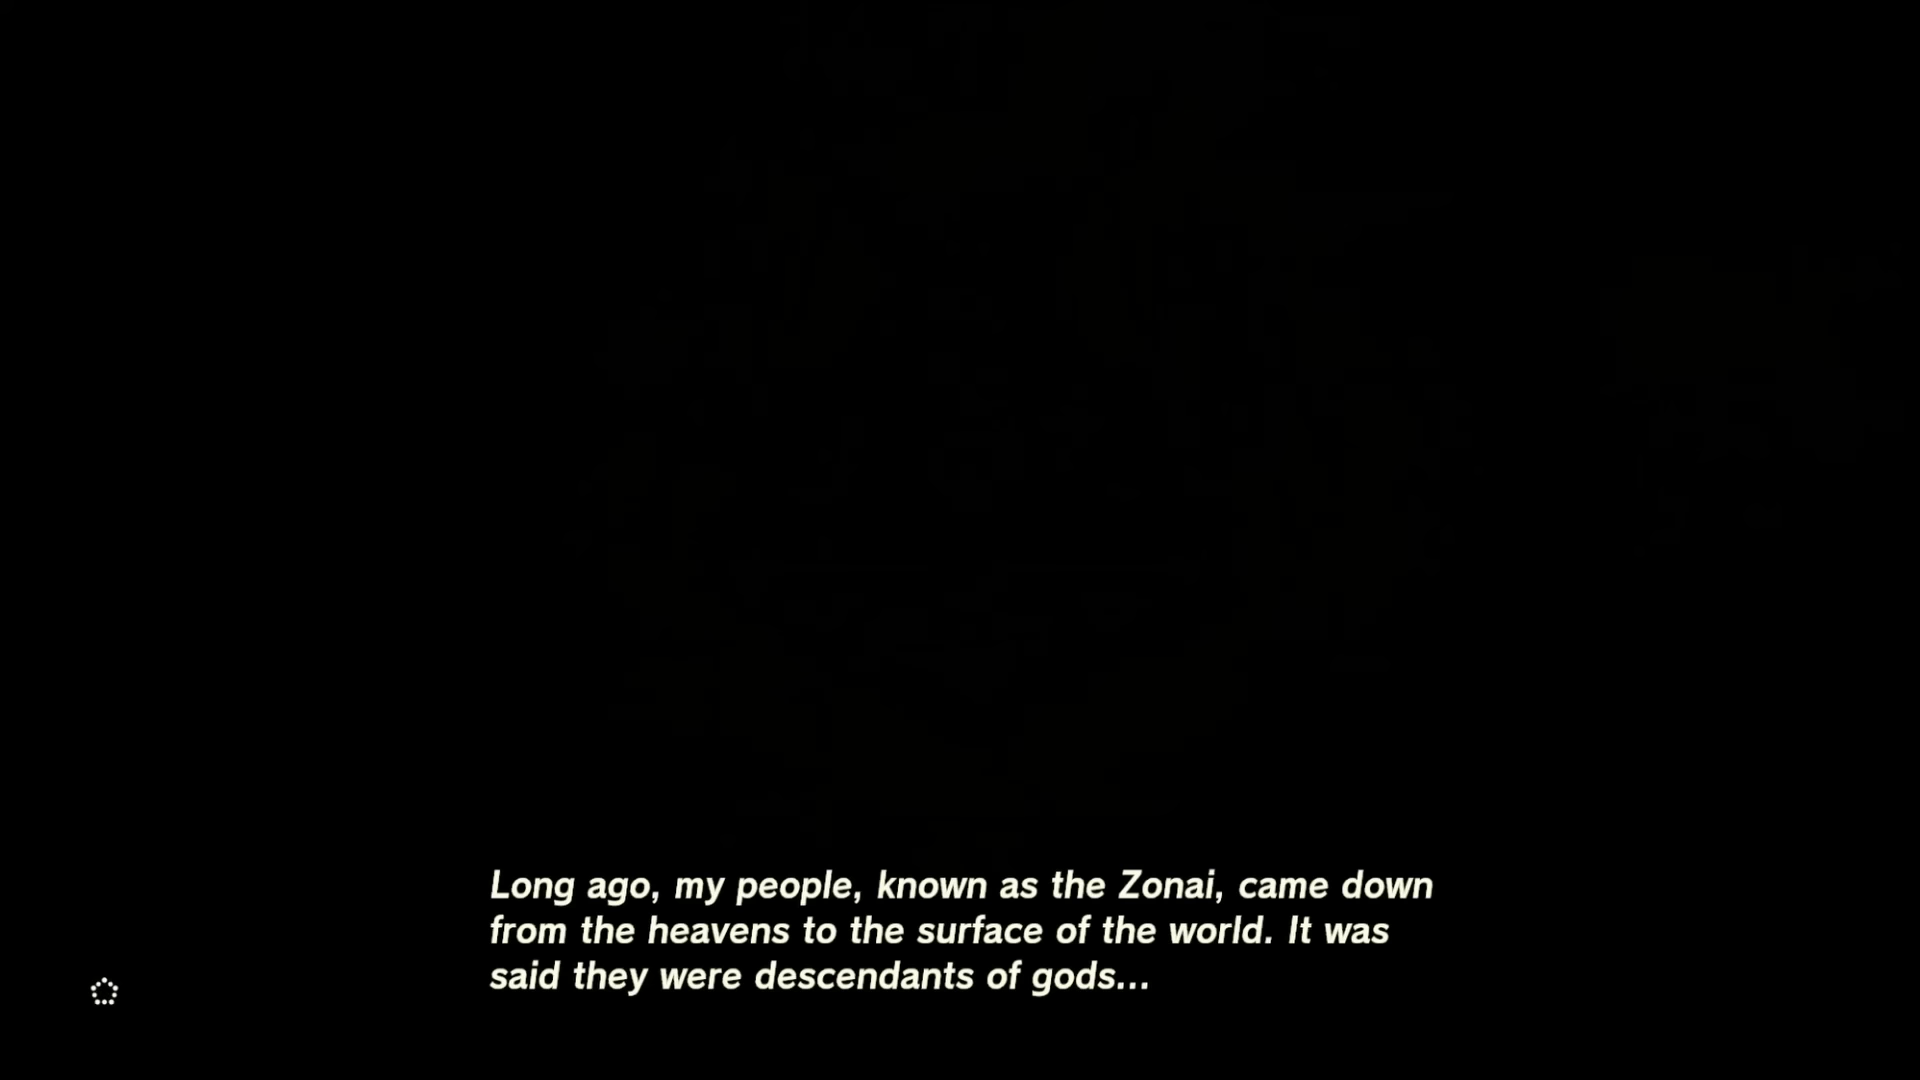 Long ago, my people, known as the Zonai, came down
from the heavens to the surface of the world. It was
said they were descendants of gods...